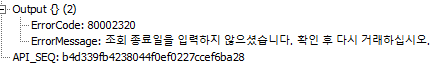 Output {} (2)
ErrorCode: 80002320
ErrorMessage: 조회 종료일을 입력하지 않으셨습니다. 확인 후 다시 거래하십시오.
API_SEQ: b4d339fb4238044f0ef0227ccef6ba28